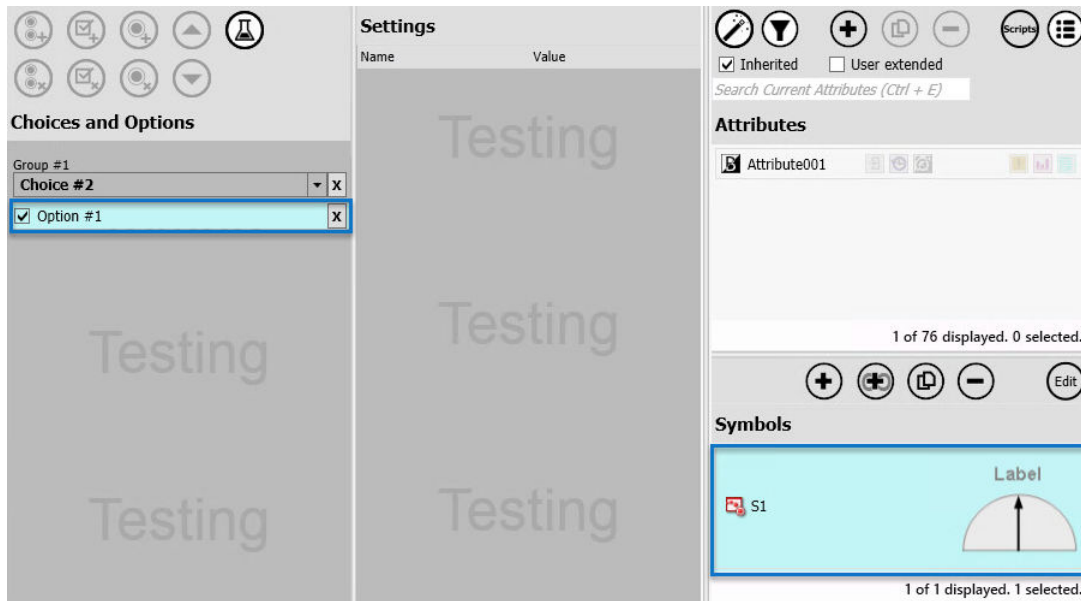 Choices and Options
Group #1
Choice #2
X
Option #1
X
Testing
Testing
Settings
Name Value
Testing
Testing
Testing
Scripts
Inherited User extended
Search Current Attributes (Ctrl + E)
Attributes
Attribute001
1 of 76 displayed. 0 selected.
Edit
Symbols
S1
Label
1 of 1 displayed. 1 selected.